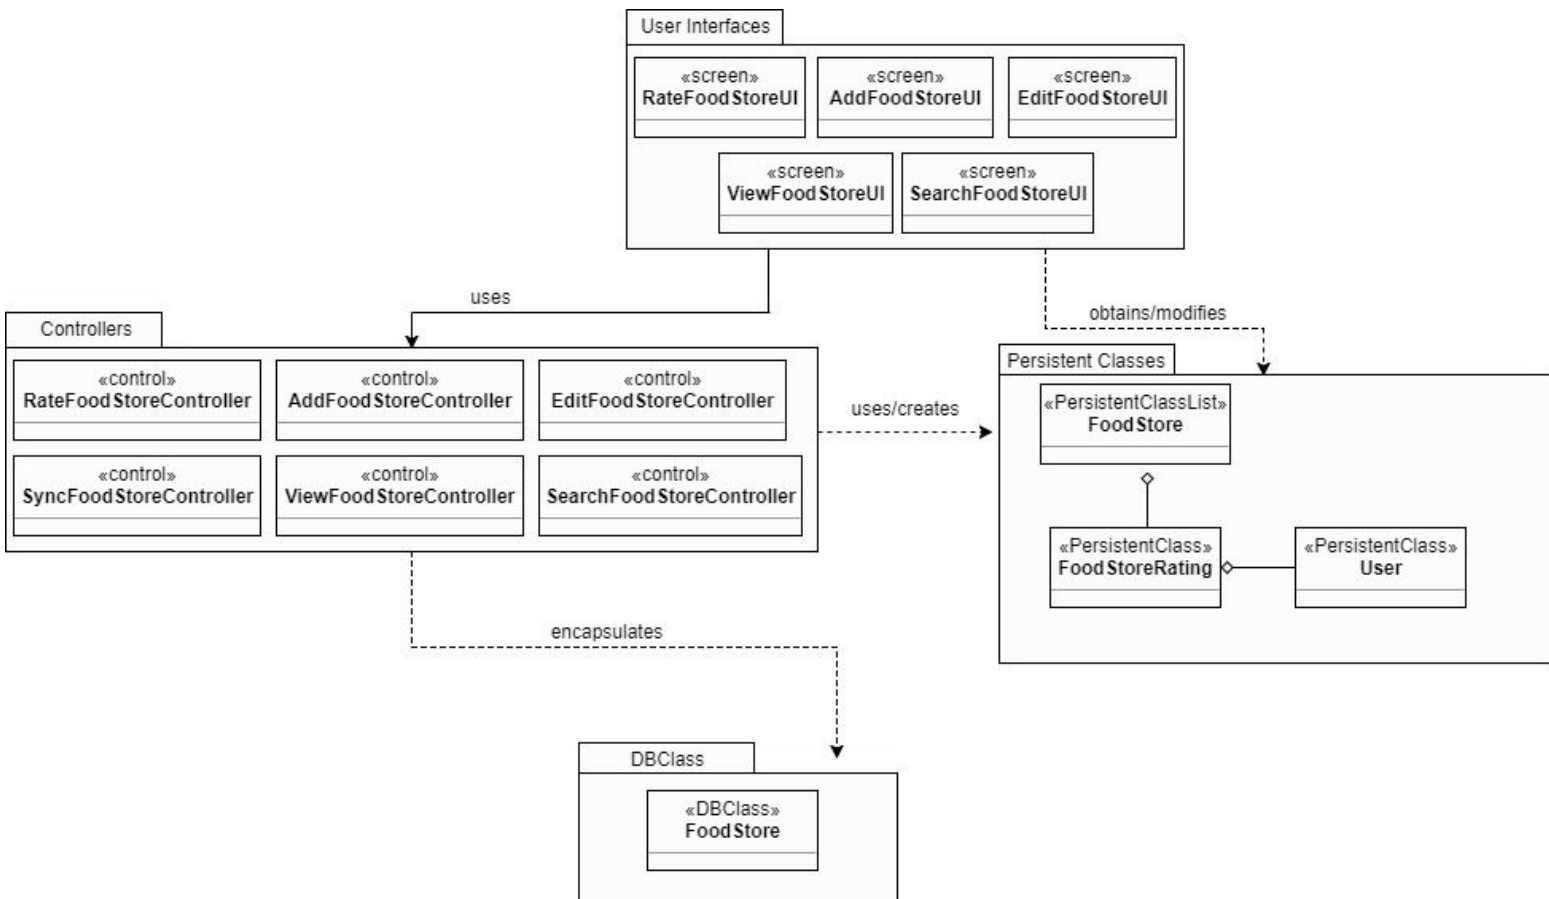 User Interfaces
«screen»
RateFoodStoreUI
«screen»
AddFoodStoreUI
«screen»
EditFoodStoreUI
«screen»
ViewFoodStoreUI
«screen»
SearchFoodStoreUI
uses
obtains/modifies
Controllers
«control»
RateFoodStoreController
«control»
AddFoodStoreController
«control»
EditFoodStoreController
«control»
SyncFoodStoreController
«control»
ViewFoodStoreController
«control»
SearchFoodStoreController
uses/creates
Persistent Classes
«PersistentClassList»
FoodStore
«PersistentClass»
FoodStoreRating
«PersistentClass»
User
encapsulates
DBClass
«DBClass»
FoodStore